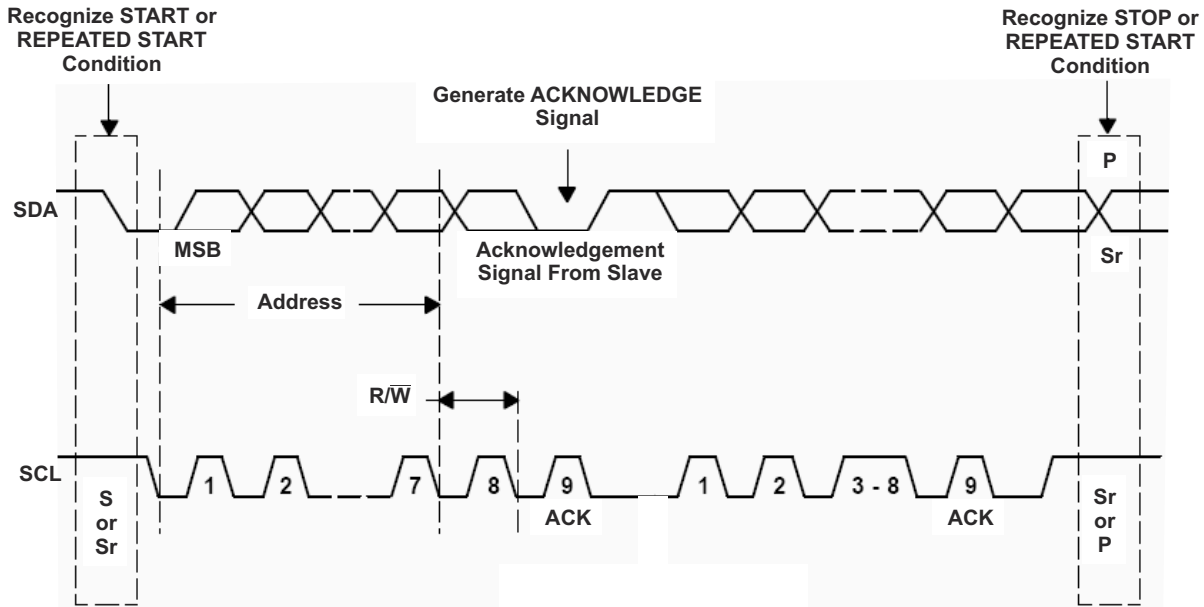 Recognize START or
REPEATED START
Condition
Recognize STOP or
REPEATED START
Condition
Generate ACKNOWLEDGE
Signal
P
SDA
MSB
Acknowledgement
Signal From Slave
Sr
Address
R/W̅
SCL
1
2
7
8
9
1
2
3 - 8
9
ACK
ACK
S
or
Sr
Sr
or
P